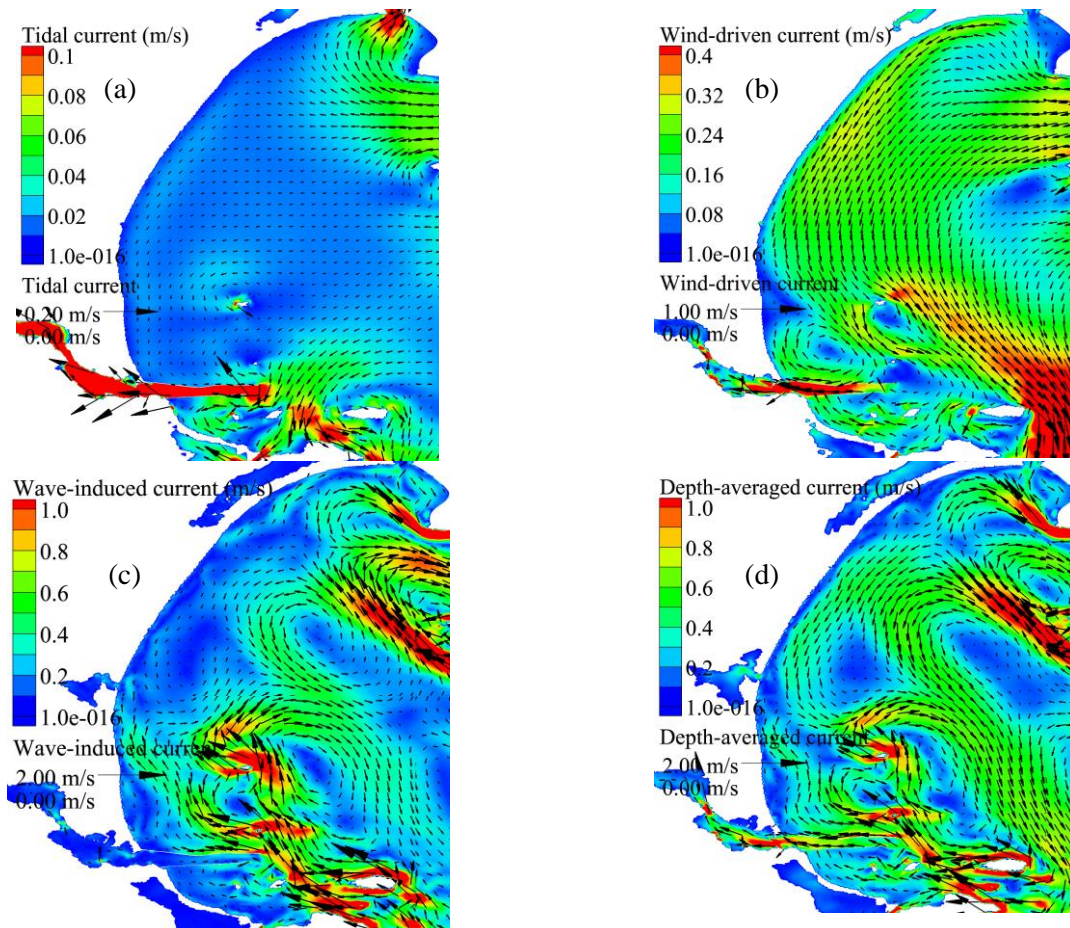 Tidal current (m/s)
0.1
0.08
0.06
0.04
0.02
1.0e-016
Tidal current
0.20 m/s
0.00 m/s
(a)
Wind-driven current (m/s)
0.4
0.32
0.24
0.16
0.08
1.0e-016
Wind-driven current
1.00 m/s
0.00 m/s
(b)
Wave-induced current (m/s)
1.0
0.8
0.6
0.4
0.2
1.0e-016
Wave-induced current
2.00 m/s
0.00 m/s
(c)
Depth-averaged current (m/s)
1.0
0.8
0.6
0.4
0.2
1.0e-016
Depth-averaged current
2.00 m/s
0.00 m/s
(d)